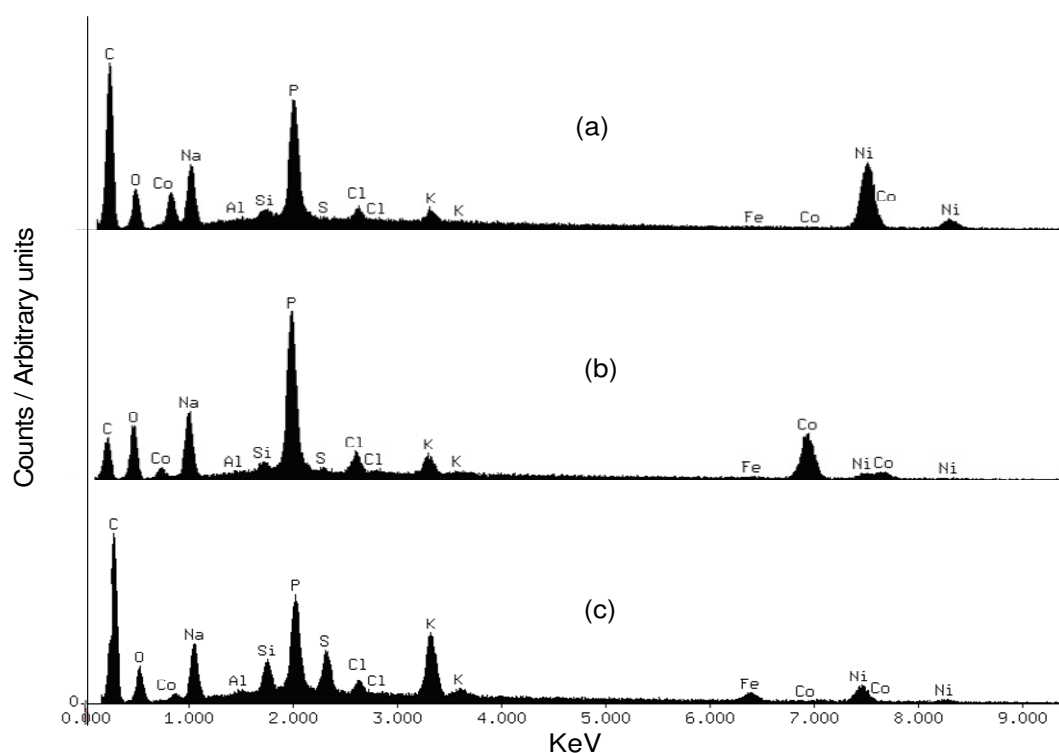 Counts / Arbitrary units
C
O
Co
Na
Al
Si
P
S
Cl
Cl
K
K
(a)
Fe
Co
Ni
Co
Ni
C
O
Co
Na
Al
Si
P
S
Cl
Cl
K
K
(b)
Fe
Co
Ni
Co
Ni
C
O
Co
Na
Al
Si
P
S
Cl
Cl
K
K
(c)
Fe
Co
Ni
Co
Ni
0
0.000 1.000 2.000 3.000 4.000 5.000 6.000 7.000 8.000 9.000
KeV